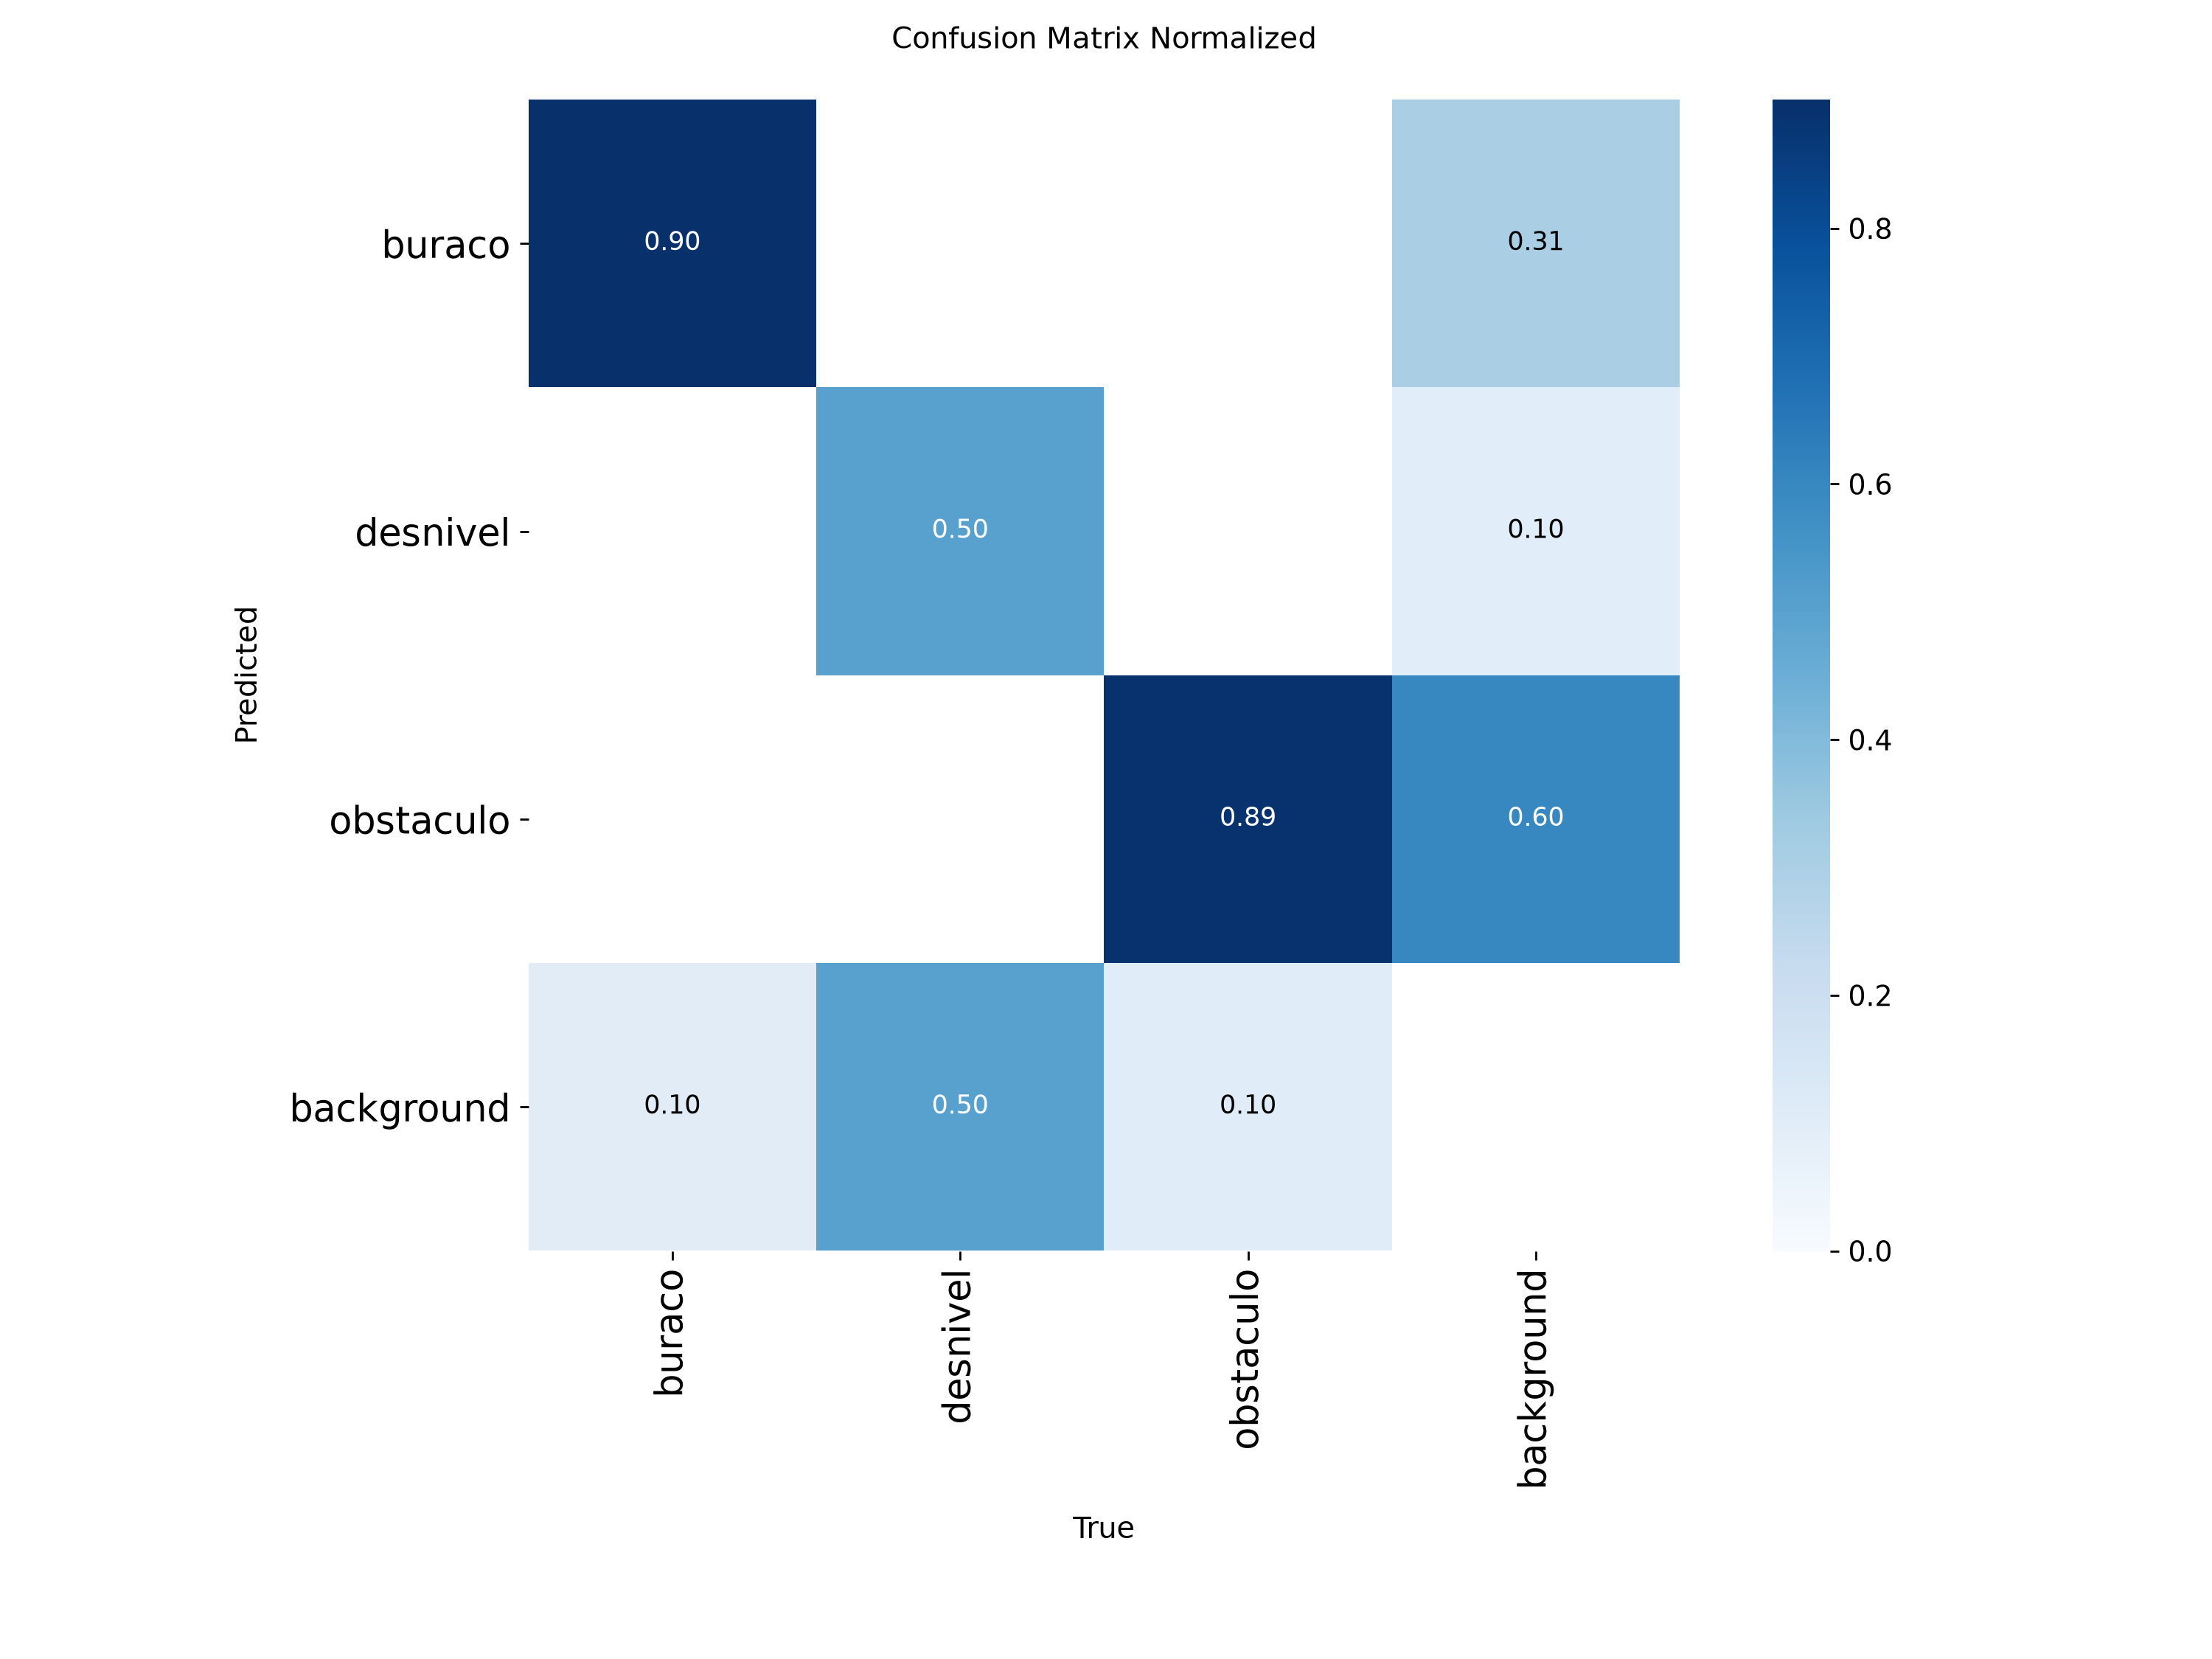 Confusion Matrix Normalized
buraco
0.90
0.31
0.8
desnivel
0.50
0.10
0.6
Predicted
obstaculo
0.89
0.60
0.4
background
0.10
0.50
0.10
0.2
0.0
buraco
desnivel
obstaculo
background
True